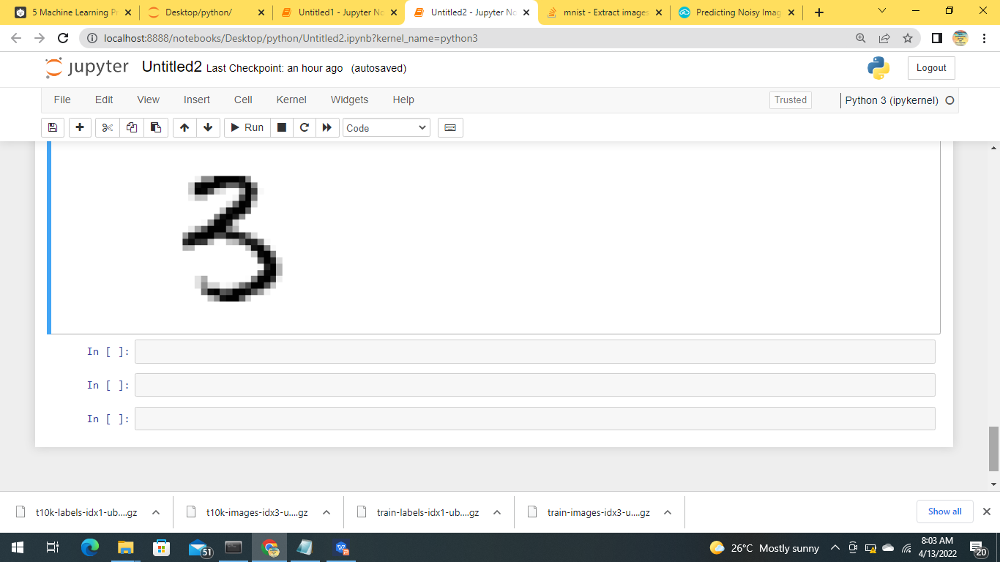 5 Machine Learning Pr
Desktop/python/
Untitled1 - Jupyter No
Untitled2 - Jupyter No
mnist - Extract images
Predicting Noisy Imag
localhost:8888/notebooks/Desktop/python/Untitled2.ipynb?kernel_name=python3
jupyter Untitled2 Last Checkpoint: an hour ago (autosaved) Logout
File Edit View Insert Cell Kernel Widgets Help Trusted Python 3 (ipykernel)
Run Code
3
In [ ]:
In [ ]:
In [ ]:
t10k-labels-idx1-ub....gz t10k-images-idx3-u....gz train-labels-idx1-ub....gz train-images-idx3-u....gz Show all
51 26°C Mostly sunny 8:03 AM
4/13/2022 20